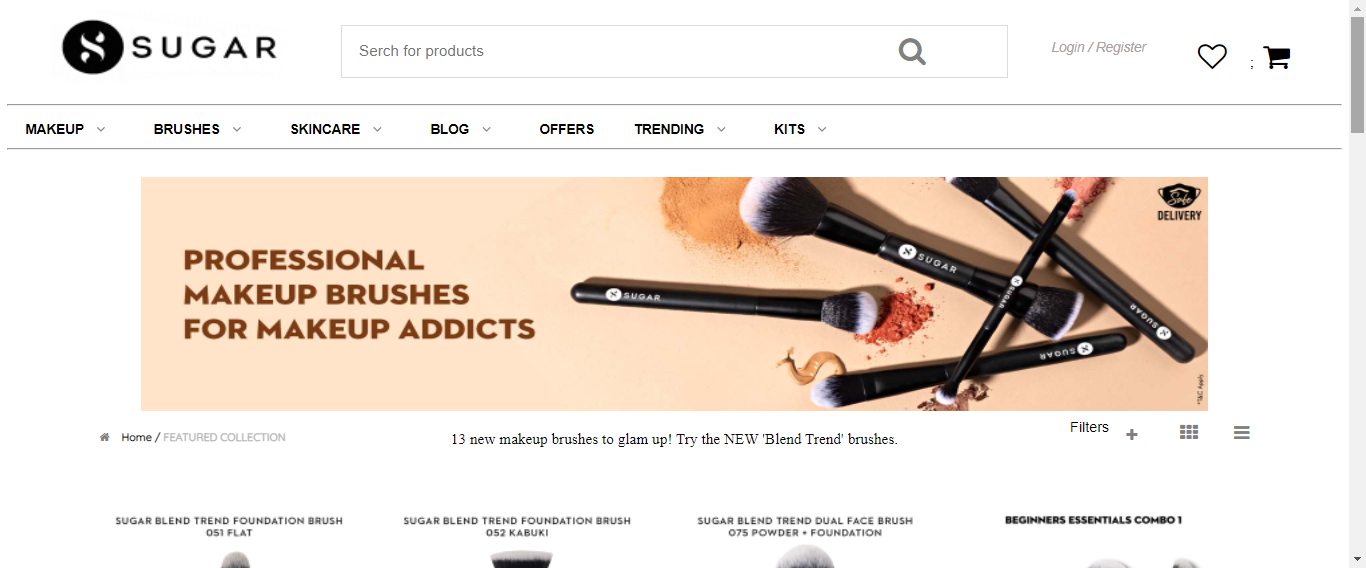 SUGAR
Serch for products
Login / Register
;
MAKEUP
BRUSHES
SKINCARE
BLOG
OFFERS
TRENDING
KITS
Safe
DELIVERY
PROFESSIONAL
MAKEUP BRUSHES
FOR MAKEUP ADDICTS
SUGAR
SUGAR
SUGAR
SUGAR
SUGAR
*T&C Apply
Home / FEATURED COLLECTION
13 new makeup brushes to glam up! Try the NEW 'Blend Trend' brushes.
Filters
SUGAR BLEND TREND FOUNDATION BRUSH
051 FLAT
SUGAR BLEND TREND FOUNDATION BRUSH
052 KABUKI
SUGAR BLEND TREND DUAL FACE BRUSH
075 POWDER + FOUNDATION
BEGINNERS ESSENTIALS COMBO 1